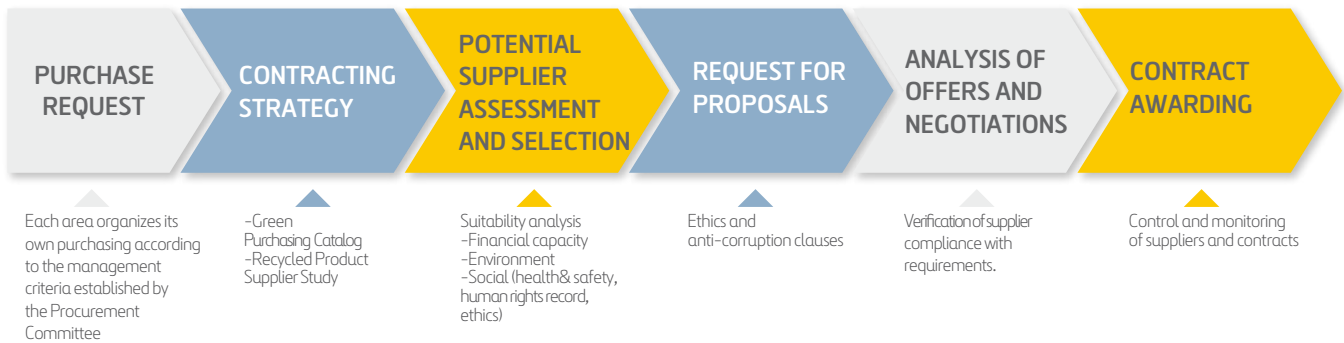 PURCHASE
REQUEST
CONTRACTING
STRATEGY
POTENTIAL
SUPPLIER
ASSESSMENT
AND SELECTION
REQUEST FOR
PROPOSALS
ANALYSIS OF
OFFERS AND
NEGOTIATIONS
CONTRACT
AWARDING
Each area organizes its
own purchasing according
to the management
criteria established by
the Procurement
Committee
-Green
Purchasing Catalog
-Recycled Product
Supplier Study
Suitability analysis
-Financial capacity
-Environment
-Social (health& safety,
human rights record,
ethics)
Ethics and
anti-corruption clauses
Verification of supplier
compliance with
requirements.
Control and monitoring
of suppliers and contracts